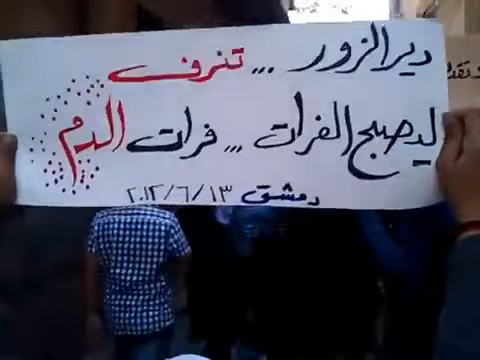 دير الزور ... تنزف
ليصبح الفرات ... فرات الدم
دمشق ٢٠١٢/٦/١٣